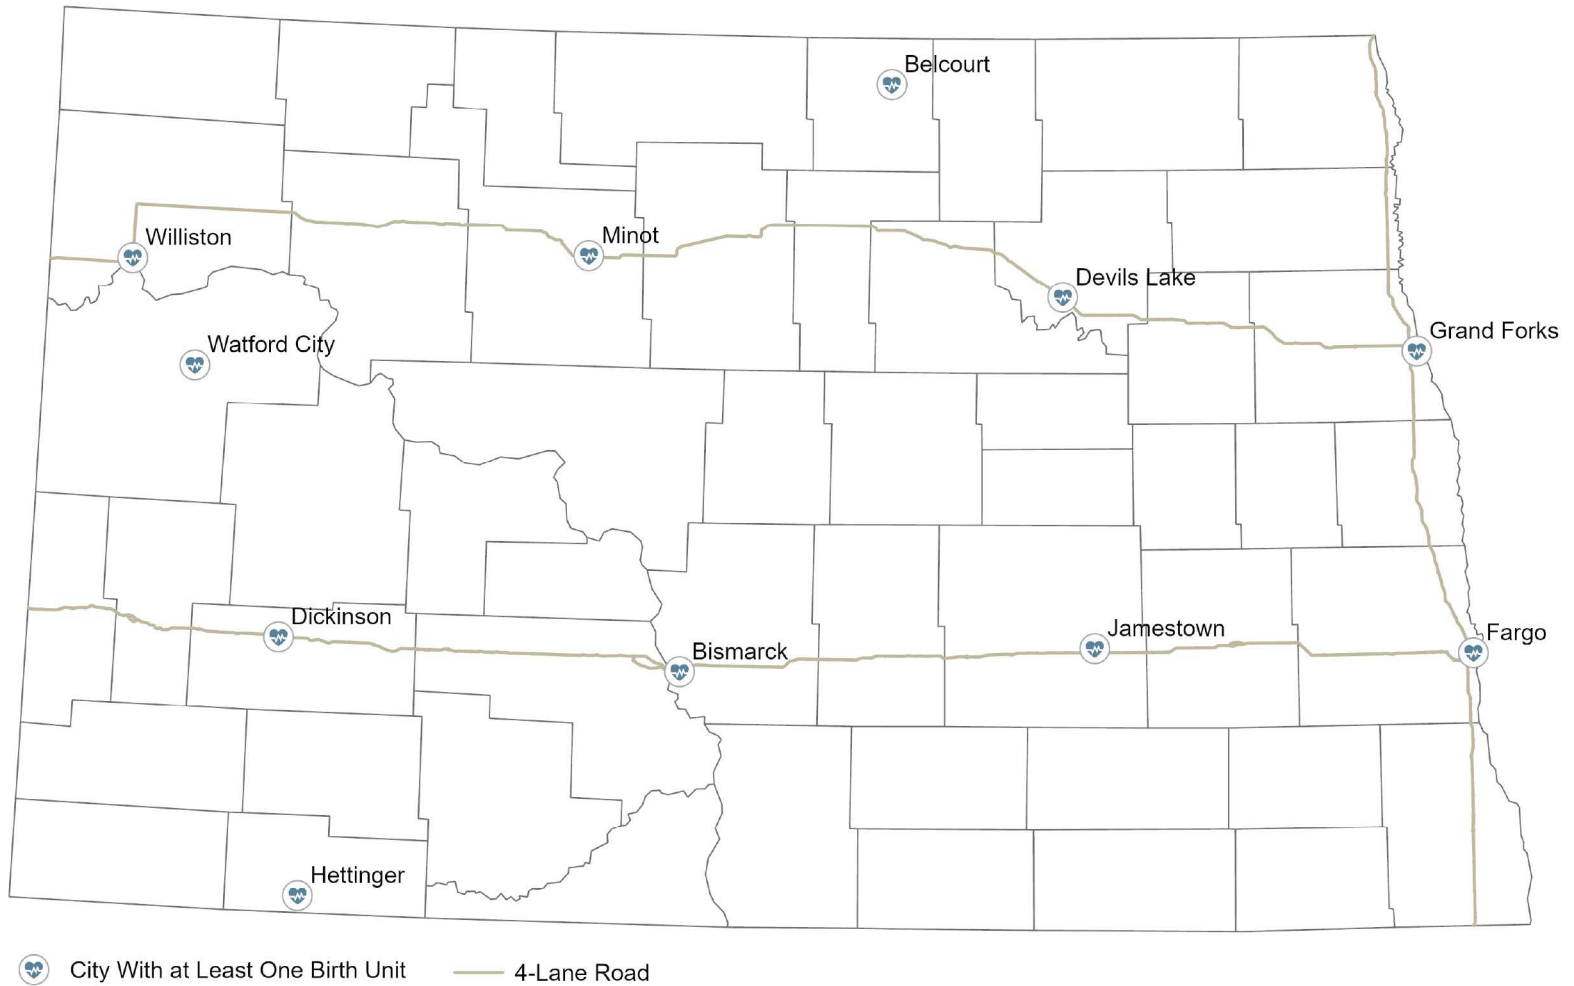 Belcourt
Williston
Minot
Devils Lake
Grand Forks
Watford City
Dickinson
Bismarck
Jamestown
Fargo
Hettinger
City With at Least One Birth Unit
4-Lane Road